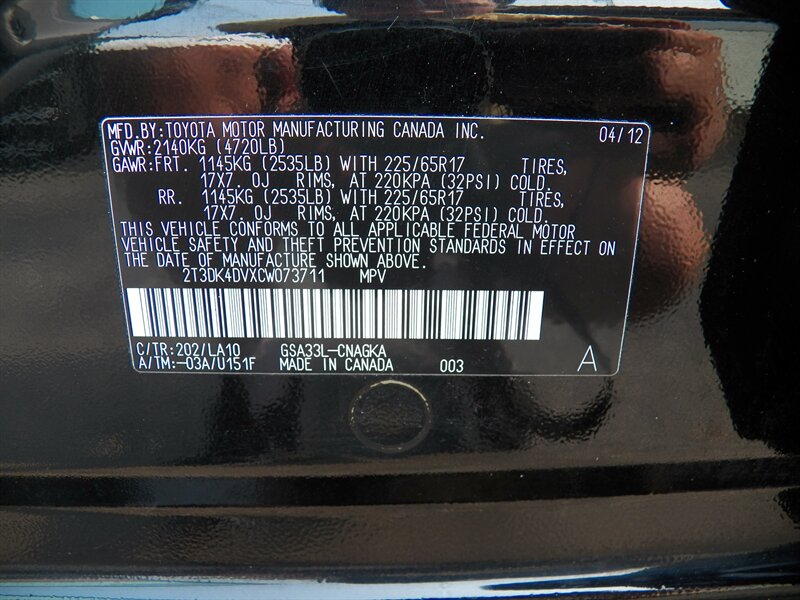 MFD.BY:TOYOTA MOTOR MANUFACTURING CANADA INC. 04/12
GVWR:2140KG (4720LB)
GAWR:FRT. 1145KG (2535LB) WITH 225/65R17 TIRES,
17X7.0J RIMS, AT 220KPA (32PSI) COLD.
RR. 1145KG (2535LB) WITH 225/65R17 TIRES,
17X7.0J RIMS, AT 220KPA (32PSI) COLD.
THIS VEHICLE CONFORMS TO ALL APPLICABLE FEDERAL MOTOR
VEHICLE SAFETY AND THEFT PREVENTION STANDARDS IN EFFECT ON
THE DATE OF MANUFACTURE SHOWN ABOVE.
2T3DK4DVXCW073711 MPV
C/TR:202/LA10 GSA33L-CNAGKA
A/TM:-03A/U151F MADE IN CANADA 003 A